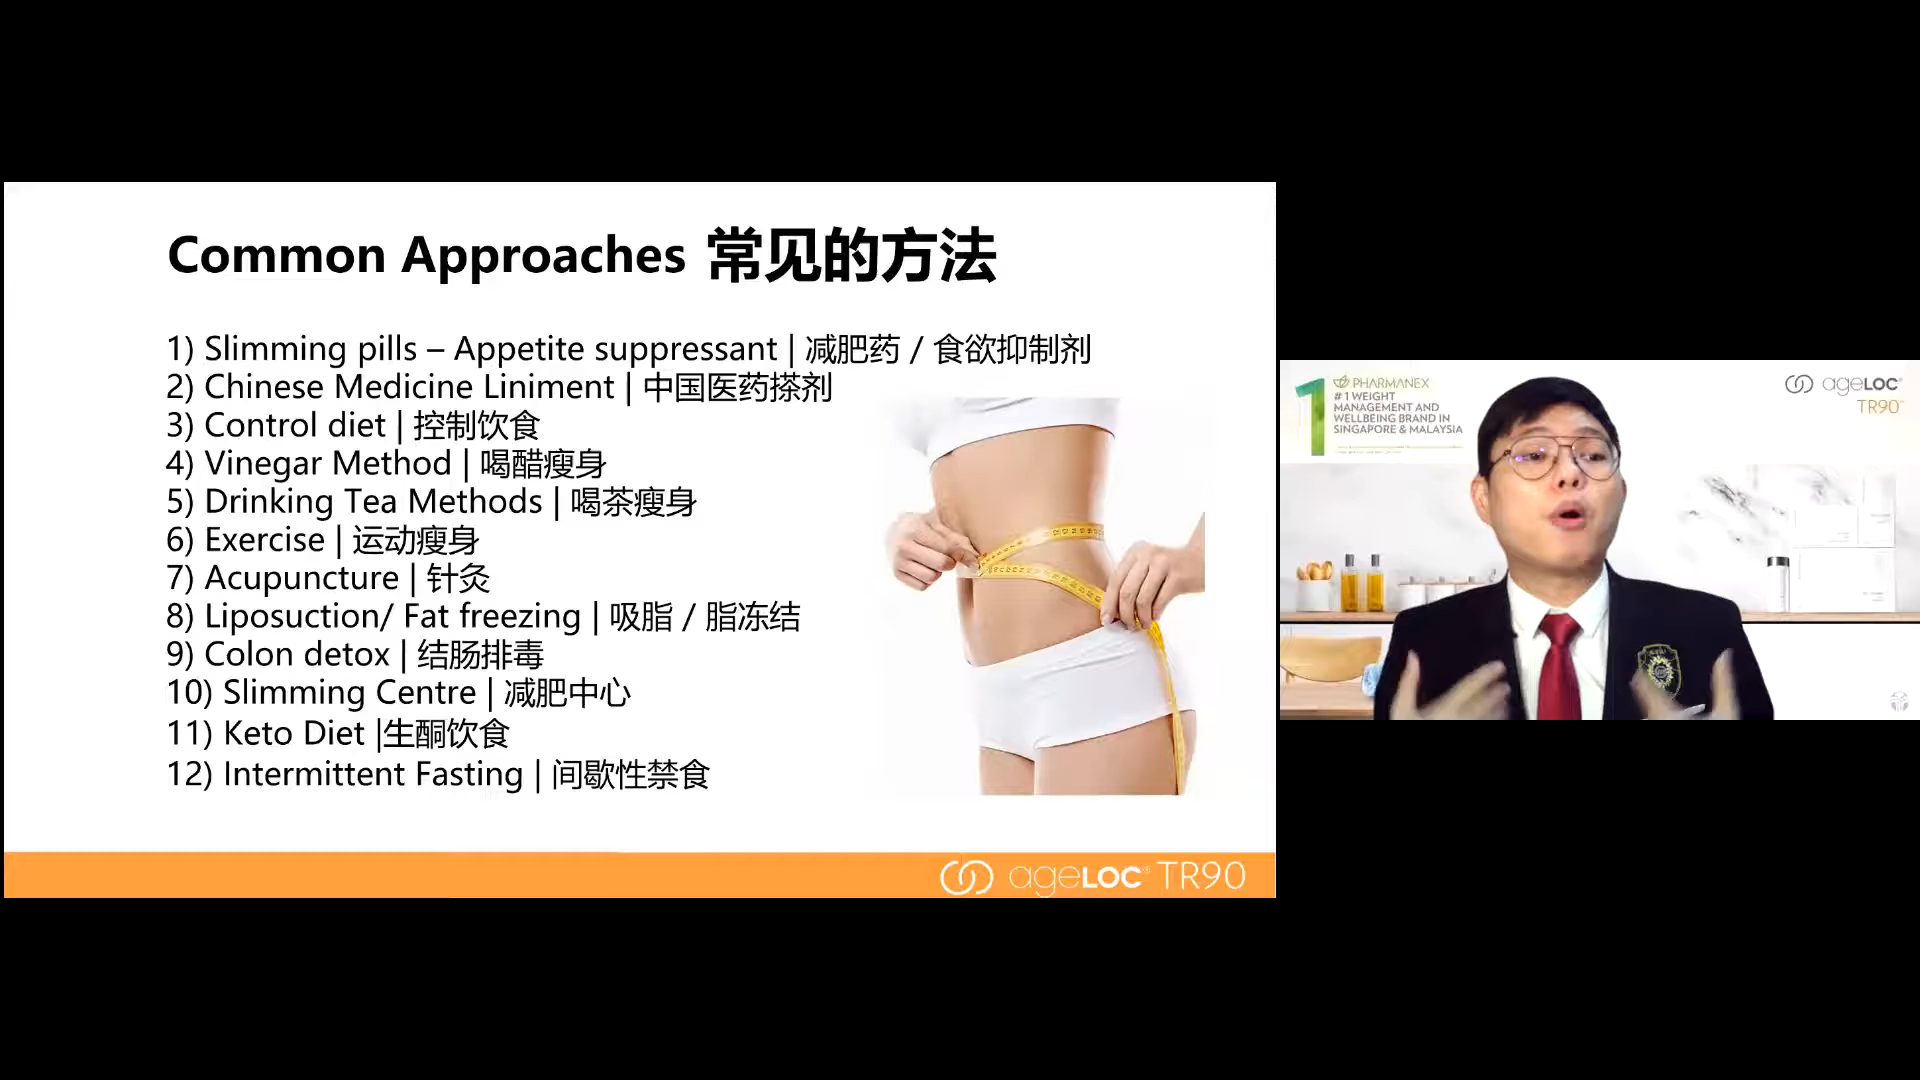 Common Approaches 常见的方法
1) Slimming pills – Appetite suppressant | 减肥药 / 食欲抑制剂
2) Chinese Medicine Liniment | 中国医药搽剂
3) Control diet | 控制饮食
4) Vinegar Method | 喝醋瘦身
5) Drinking Tea Methods | 喝茶瘦身
6) Exercise | 运动瘦身
7) Acupuncture | 针灸
8) Liposuction/ Fat freezing | 吸脂 / 脂冻结
9) Colon detox | 结肠排毒
10) Slimming Centre | 减肥中心
11) Keto Diet |生酮饮食
12) Intermittent Fasting | 间歇性禁食
ageLOC® TR90
1
PHARMANEX
#1 WEIGHT
MANAGEMENT AND
WELLBEING BRAND IN
SINGAPORE & MALAYSIA
ageLOC®
TR90™